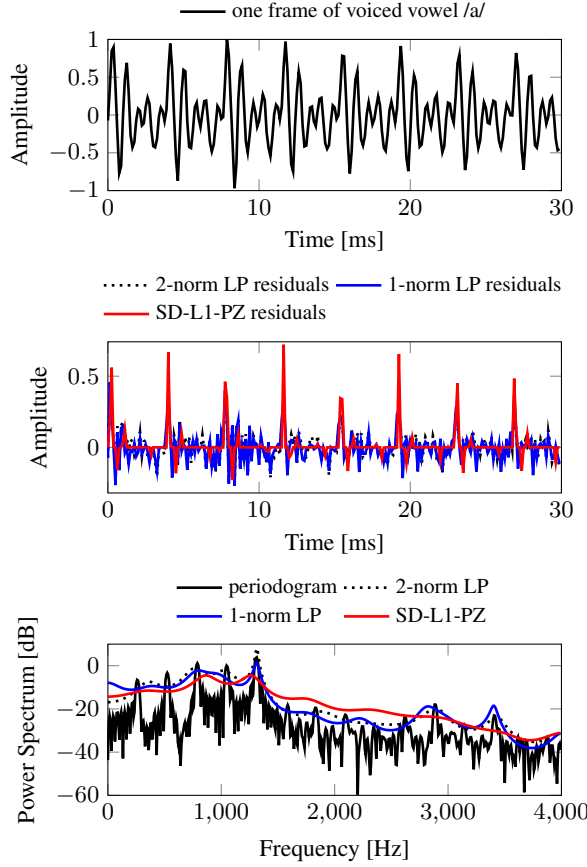 one frame of voiced vowel /a/
1
0.5
0
−0.5
−1
Amplitude
0
10
20
30
Time [ms]
2-norm LP residuals
1-norm LP residuals
SD-L1-PZ residuals
0.5
0
Amplitude
0
10
20
30
Time [ms]
periodogram
2-norm LP
1-norm LP
SD-L1-PZ
0
−20
−40
−60
Power Spectrum [dB]
0
1,000
2,000
3,000
4,000
Frequency [Hz]